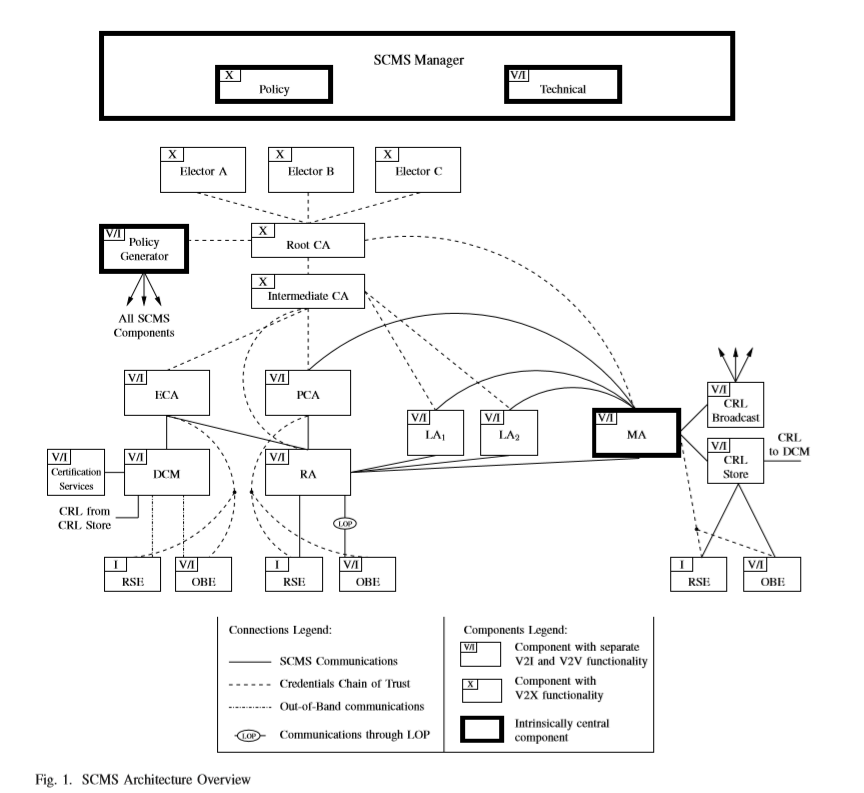 SCMS Manager
X
Policy
V/I
Technical
X
Elector A
X
Elector B
X
Elector C
V/I
Policy
Generator
X
Root CA
X
Intermediate CA
All SCMS
Components
V/I
ECA
V/I
PCA
V/I
LA1
V/I
LA2
V/I
MA
V/I
CRL
Broadcast
V/I
CRL
Store
CRL
to DCM
V/I
Certification
Services
V/I
DCM
V/I
RA
CRL from
CRL Store
LOP
I
RSE
V/I
OBE
I
RSE
V/I
OBE
I
RSE
V/I
OBE
Connections Legend:
SCMS Communications
Credentials Chain of Trust
Out-of-Band communications
LOP
Communications through LOP
Components Legend:
V/I
Component with separate
V2I and V2V functionality
X
Component with
V2X functionality
Intrinsically central
component
Fig. 1. SCMS Architecture Overview